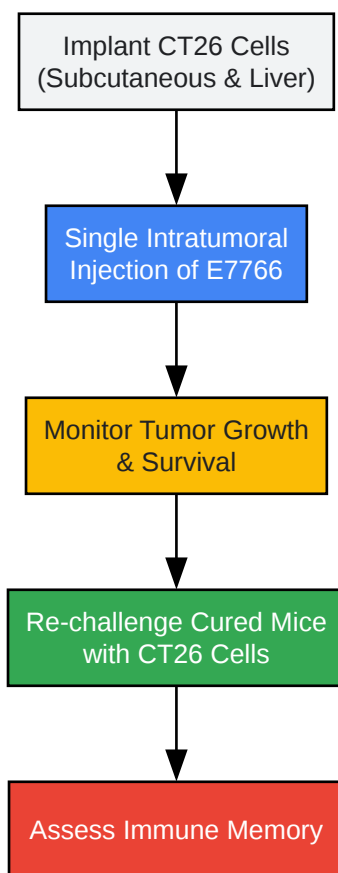 Implant CT26 Cells
(Subcutaneous & Liver)
Single Intratumoral
Injection of E7766
Monitor Tumor Growth
& Survival
Re-challenge Cured Mice
with CT26 Cells
Assess Immune Memory